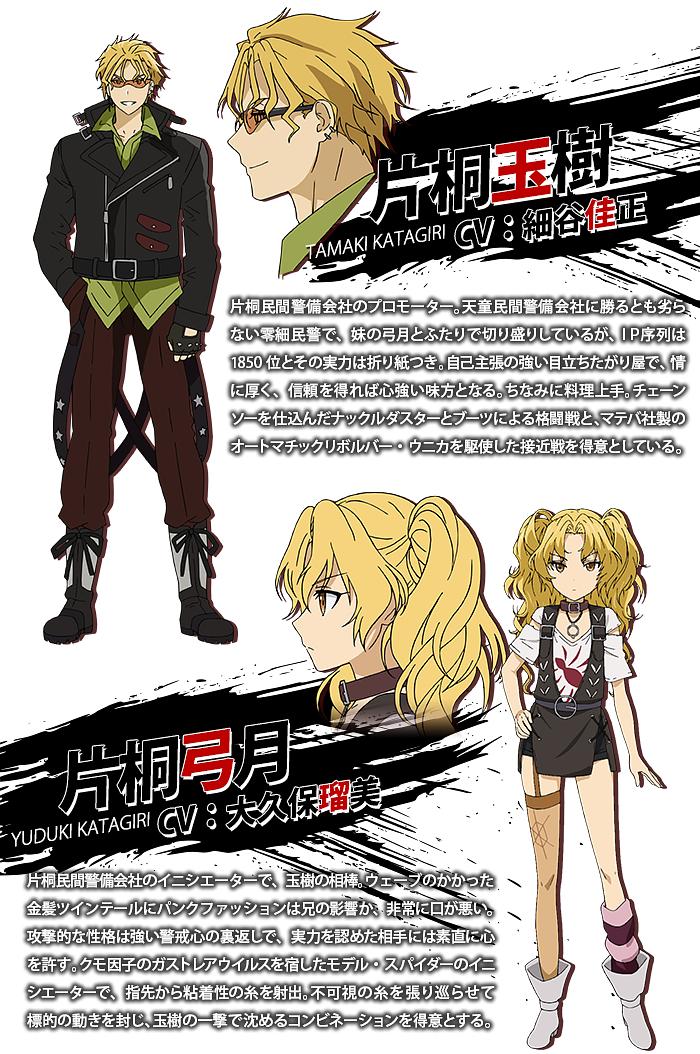 片桐玉樹
TAMAKI KATAGIRI
CV：細谷佳正
片桐民間警備会社のプロモーター。天童民間警備会社に勝るとも劣ら
ない零細民警で、妹の弓月とふたりで切り盛りしているが、ＩＰ序列は
1850位とその実力は折り紙つき。自己主張の強い目立ちたがり屋で、情
に厚く、信頼を得れば心強い味方となる。ちなみに料理上手。チェーン
ソーを仕込んだナックルダスターとブーツによる格闘戦と、マテバ社製の
オートマチックリボルバー・ウニカを駆使した接近戦を得意としている。
片桐弓月
YUDUKI KATAGIRI
CV：大久保瑠美
片桐民間警備会社のイニシエーターで、玉樹の相棒。ウェーブのかかった
金髪ツインテールにパンクファッションは兄の影響か、非常に口が悪い。
攻撃的な性格は強い警戒心の裏返しで、実力を認めた相手には素直に心
を許す。クモ因子のガストレアウイルスを宿したモデル・スパイダーのイニ
シエーターで、指先から粘着性の糸を射出。不可視の糸を張り巡らせて
標的の動きを封じ、玉樹の一撃で沈めるコンビネーションを得意とする。